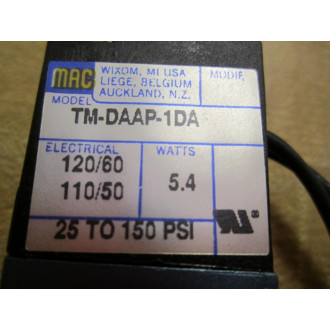 MAC
WIXOM, MI USA
LIEGE, BELGIUM
AUCKLAND, N.Z.
MODIF.
MODEL
TM-DAAP-1DA
ELECTRICAL
WATTS
120/60
110/50
5.4
25 TO 150 PSI